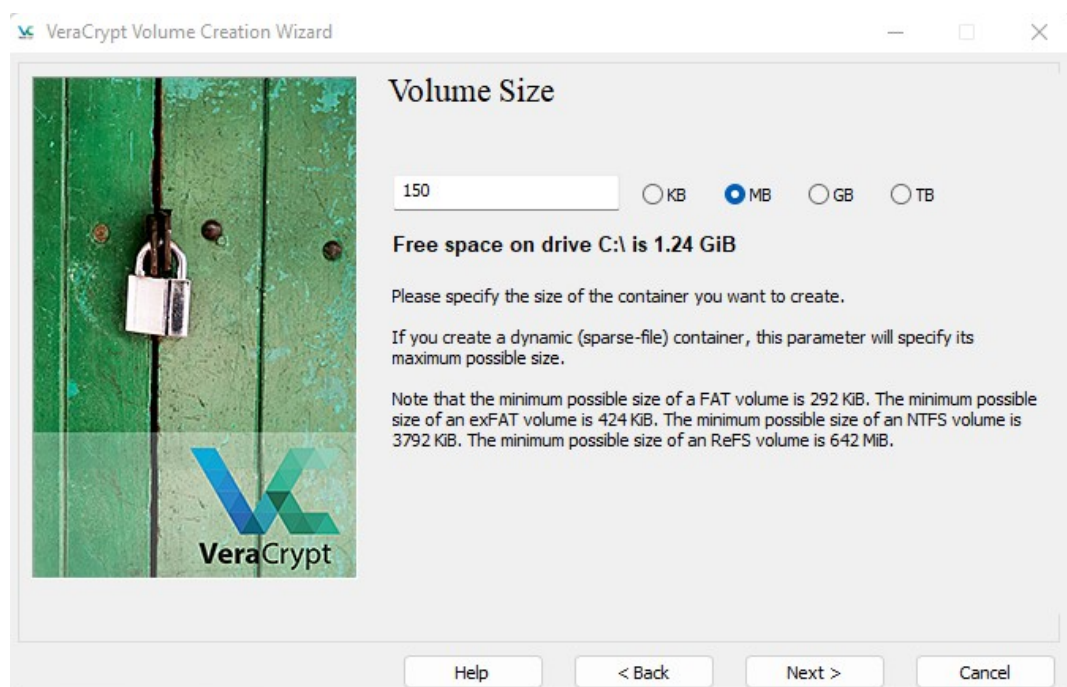 VeraCrypt Volume Creation Wizard
Volume Size
150
KB MB GB TB
Free space on drive C:\ is 1.24 GiB
Please specify the size of the container you want to create.
If you create a dynamic (sparse-file) container, this parameter will specify its
maximum possible size.
Note that the minimum possible size of a FAT volume is 292 KiB. The minimum possible
size of an exFAT volume is 424 KiB. The minimum possible size of an NTFS volume is
3792 KiB. The minimum possible size of an ReFS volume is 642 MiB.
VeraCrypt
Help < Back Next > Cancel